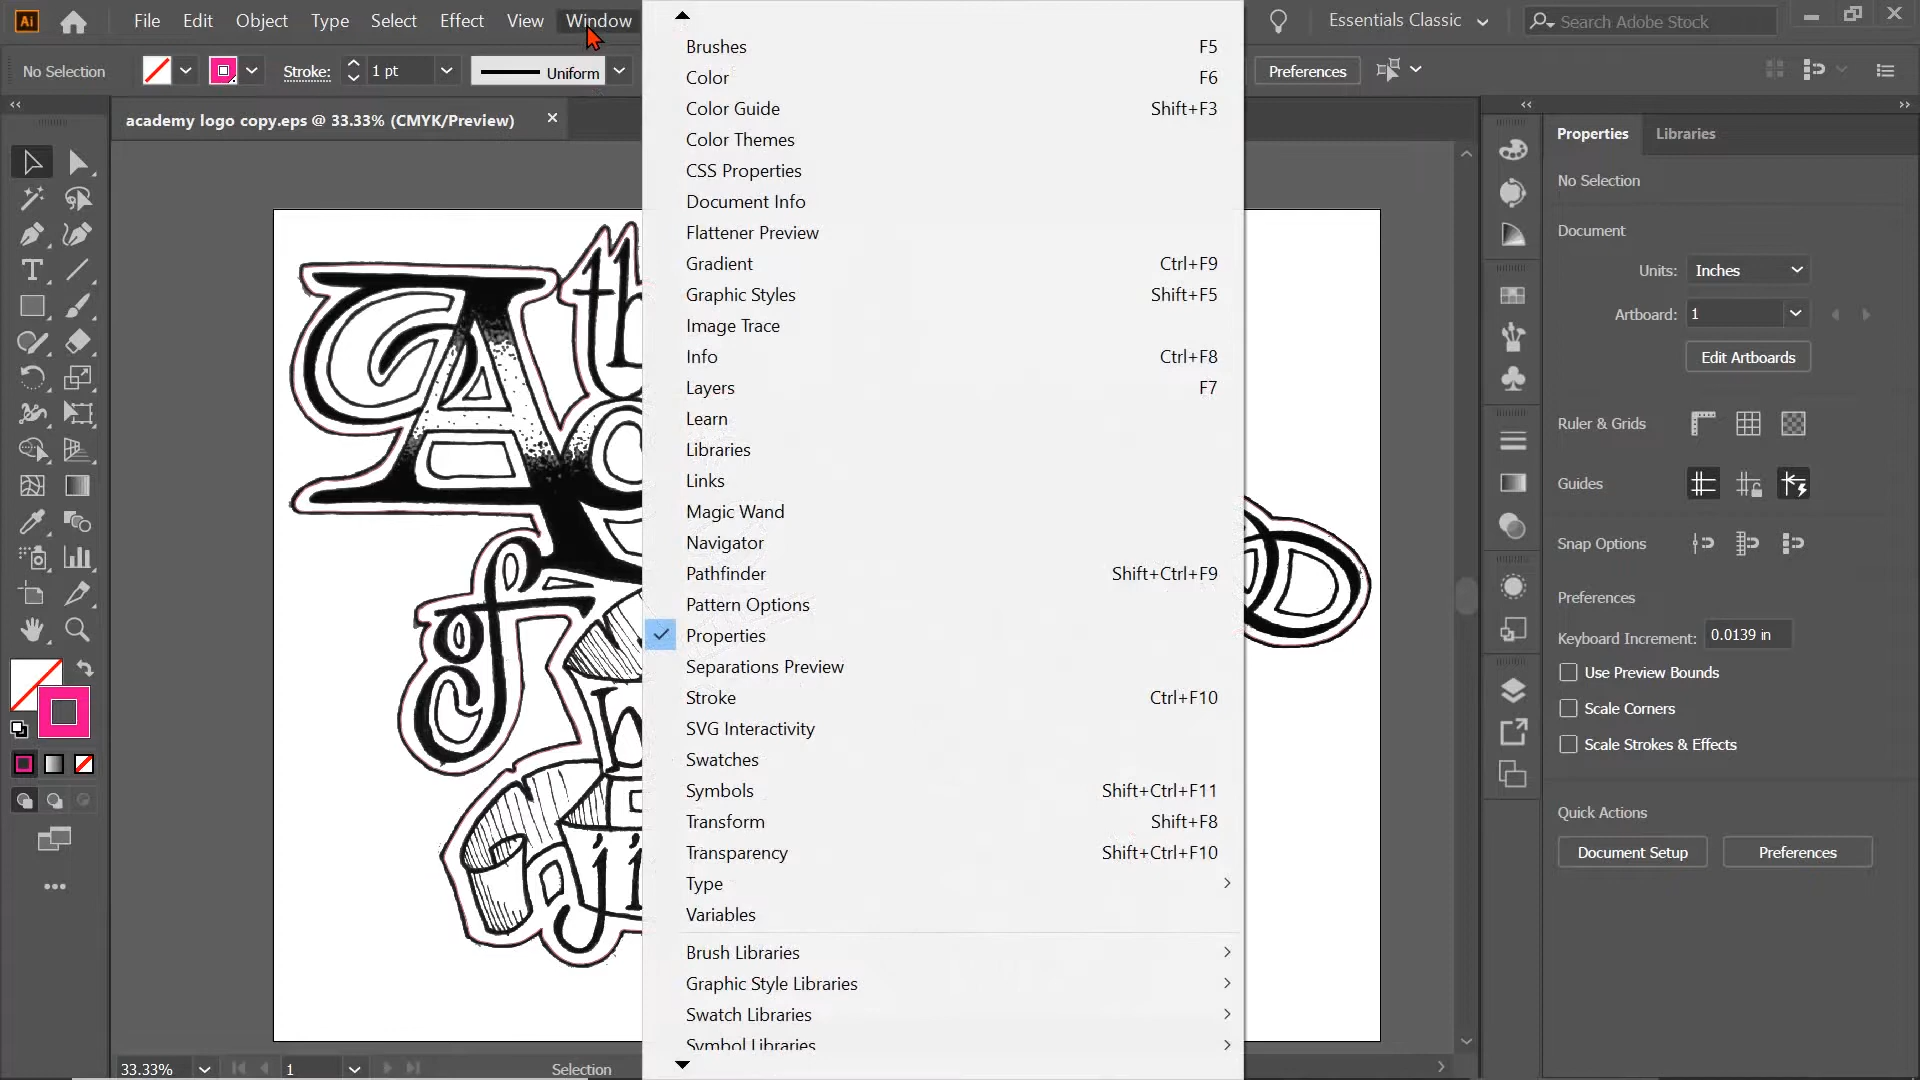 Ai
File
Edit
Object
Type
Select
Effect
View
Window
Essentials Classic
Search Adobe Stock
No Selection
Stroke:
1 pt
Uniform
Preferences
academy logo copy.eps @ 33.33% (CMYK/Preview)
Brushes F5
Color F6
Color Guide Shift+F3
Color Themes
CSS Properties
Document Info
Flattener Preview
Gradient Ctrl+F9
Graphic Styles Shift+F5
Image Trace
Info Ctrl+F8
Layers F7
Learn
Libraries
Links
Magic Wand
Navigator
Pathfinder Shift+Ctrl+F9
Pattern Options
Properties
Separations Preview
Stroke Ctrl+F10
SVG Interactivity
Swatches
Symbols Shift+Ctrl+F11
Transform Shift+F8
Transparency Shift+Ctrl+F10
Type
Variables
Brush Libraries
Graphic Style Libraries
Swatch Libraries
Symbol Libraries
th
A
of
Properties
Libraries
No Selection
Document
Units: Inches
Artboard: 1
Edit Artboards
Ruler & Grids
Guides
Snap Options
Preferences
Keyboard Increment: 0.0139 in
Use Preview Bounds
Scale Corners
Scale Strokes & Effects
Quick Actions
Document Setup
Preferences
33.33%
1
Selection